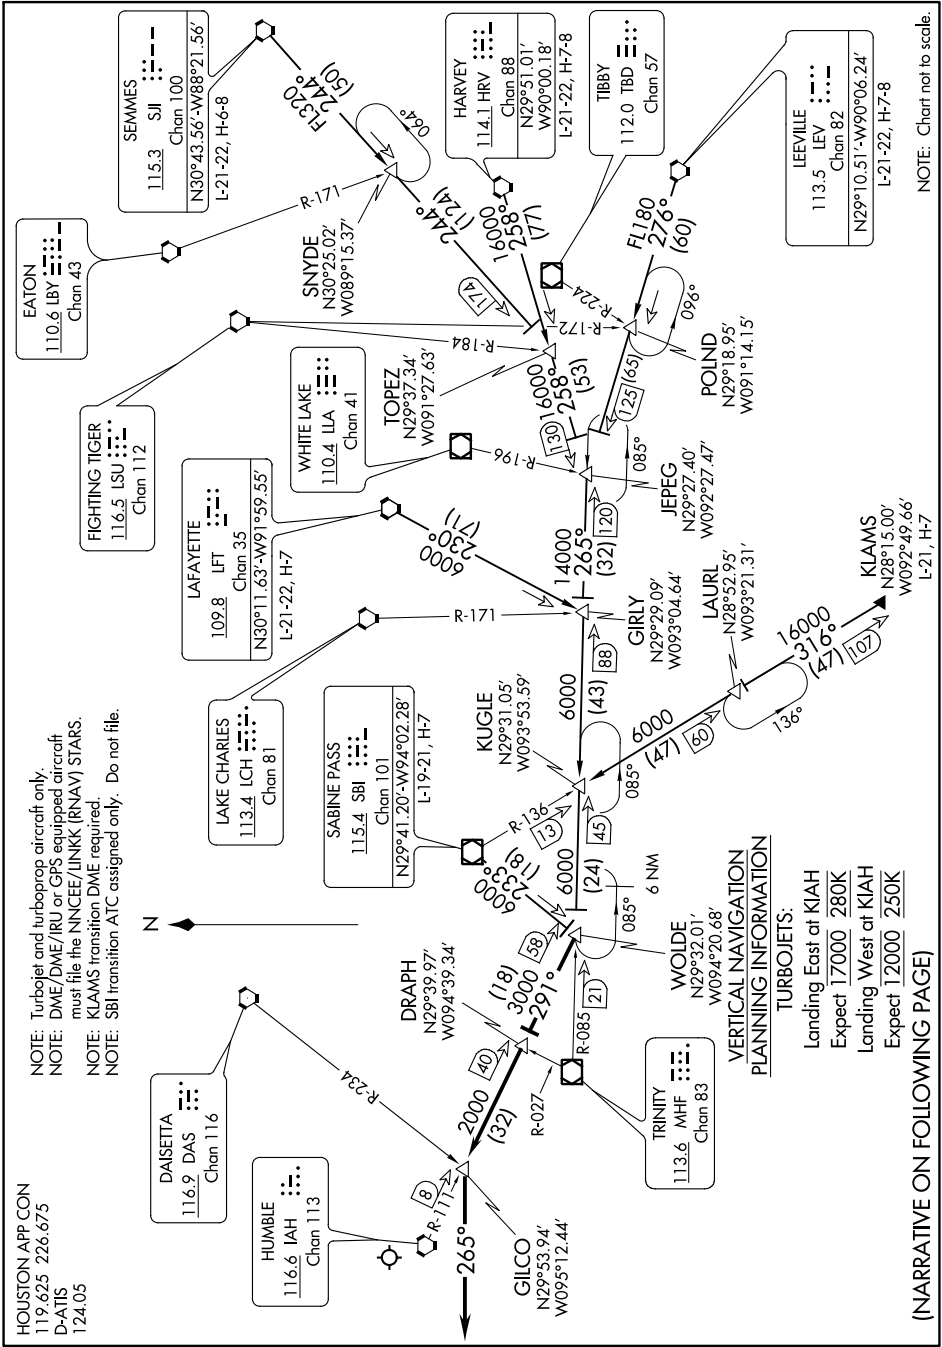 HOUSTON APP CON
119.625 226.675
D-ATIS
124.05
NOTE: Turbojet and turboprop aircraft only.
NOTE: DME/DME/IRU or GPS equipped aircraft
must file the NNCEE/LINKK (RNAV) STARS.
NOTE: KLAMS transition DME required.
NOTE: SBI transition ATC assigned only. Do not file.
N
EATON
110.6 LBY
Chan 43
SEMMES
115.3 SJI
Chan 100
N30°43.56'-W88°21.56'
L-21-22, H-6-8
FIGHTING TIGER
116.5 LSU
Chan 112
FL320
244°
(50)
064°
R-171
SNYDE
N30°25.02'
W089°15.37'
HARVEY
114.1 HRV
Chan 88
N29°51.01'
W90°00.18'
L-21-22, H-7-8
244°
(124)
174
16000
258°
(77)
TIBBY
112.0 TBD
Chan 57
LAFAYETTE
109.8 LFT
Chan 35
N30°11.63'-W91°59.55'
L-21-22, H-7
WHITE LAKE
110.4 LLA
Chan 41
R-184
TOPEZ
N29°37.34'
W091°27.63'
R-172
R-224
FL180
276°
(60)
LEEVILLE
113.5 LEV
Chan 82
N29°10.51'-W90°06.24'
L-21-22, H-7-8
DAISETTA
116.9 DAS
Chan 116
LAKE CHARLES
113.4 LCH
Chan 81
SABINE PASS
115.4 SBI
Chan 101
N29°41.20'-W94°02.28'
L-19-21, H-7
R-171
6000
230°
(71)
R-196
16000
258°
(53)
130
125
(65)
096°
POLND
N29°18.95'
W091°14.15'
HUMBLE
116.6 IAH
Chan 113
R-234
DRAPH
N29°39.97'
W094°39.34'
KUGLE
N29°31.05'
W093°53.59'
R-136
13
6000
233°
(18)
58
14000
265°
(32)
120
085°
JEPEG
N29°27.40'
W092°27.47'
8
R-111
265°
GILCO
N29°53.94'
W095°12.44'
2000
(32)
40
(18)
3000
291°
R-027
R-085
21
6000
(24)
45
6 NM
085°
6000
(43)
88
085°
GIRLY
N29°29.09'
W093°04.64'
WOLDE
N29°32.01'
W094°20.68'
TRINITY
113.6 MHF
Chan 83
6000
(47)
60
LAURL
N28°52.95'
W093°21.31'
136°
16000
316°
(47)
107
KLAMS
N28°15.00'
W092°49.66'
L-21, H-7
VERTICAL NAVIGATION
PLANNING INFORMATION
TURBOJETS:
Landing East at KIAH
Expect 17000 280K
Landing West at KIAH
Expect 12000 250K
(NARRATIVE ON FOLLOWING PAGE)
NOTE: Chart not to scale.